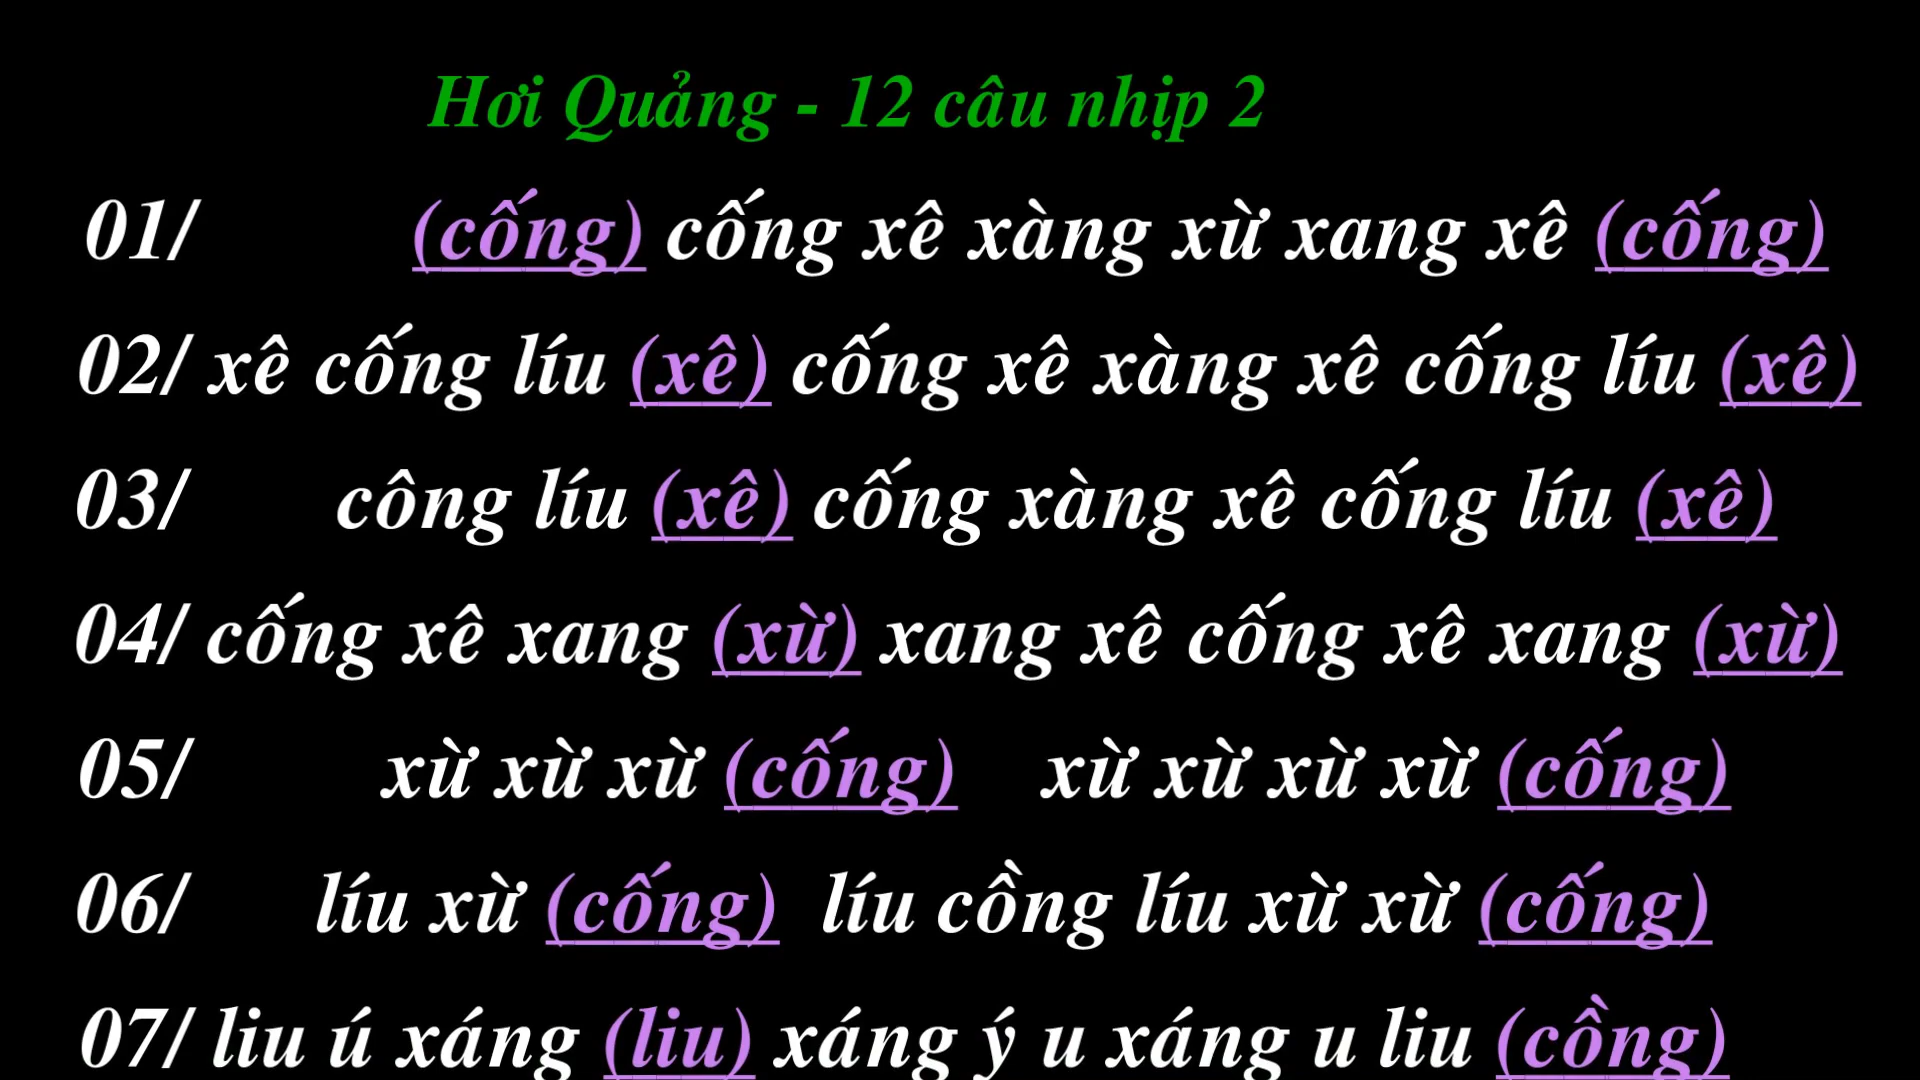 Hơi Quảng - 12 câu nhịp 2
01/ (cống) cống xê xàng xừ xang xê (cống)
02/ xê cống líu (xê) cống xê xàng xê cống líu (xê)
03/ công líu (xê) cống xàng xê cống líu (xê)
04/ cống xê xang (xừ) xang xê cống xê xang (xừ)
05/ xừ xừ xừ (cống) xừ xừ xừ xừ (cống)
06/ líu xừ (cống) líu cồng líu xừ xừ (cống)
07/ liu ú xáng (liu) xáng ý u xáng u liu (cồng)